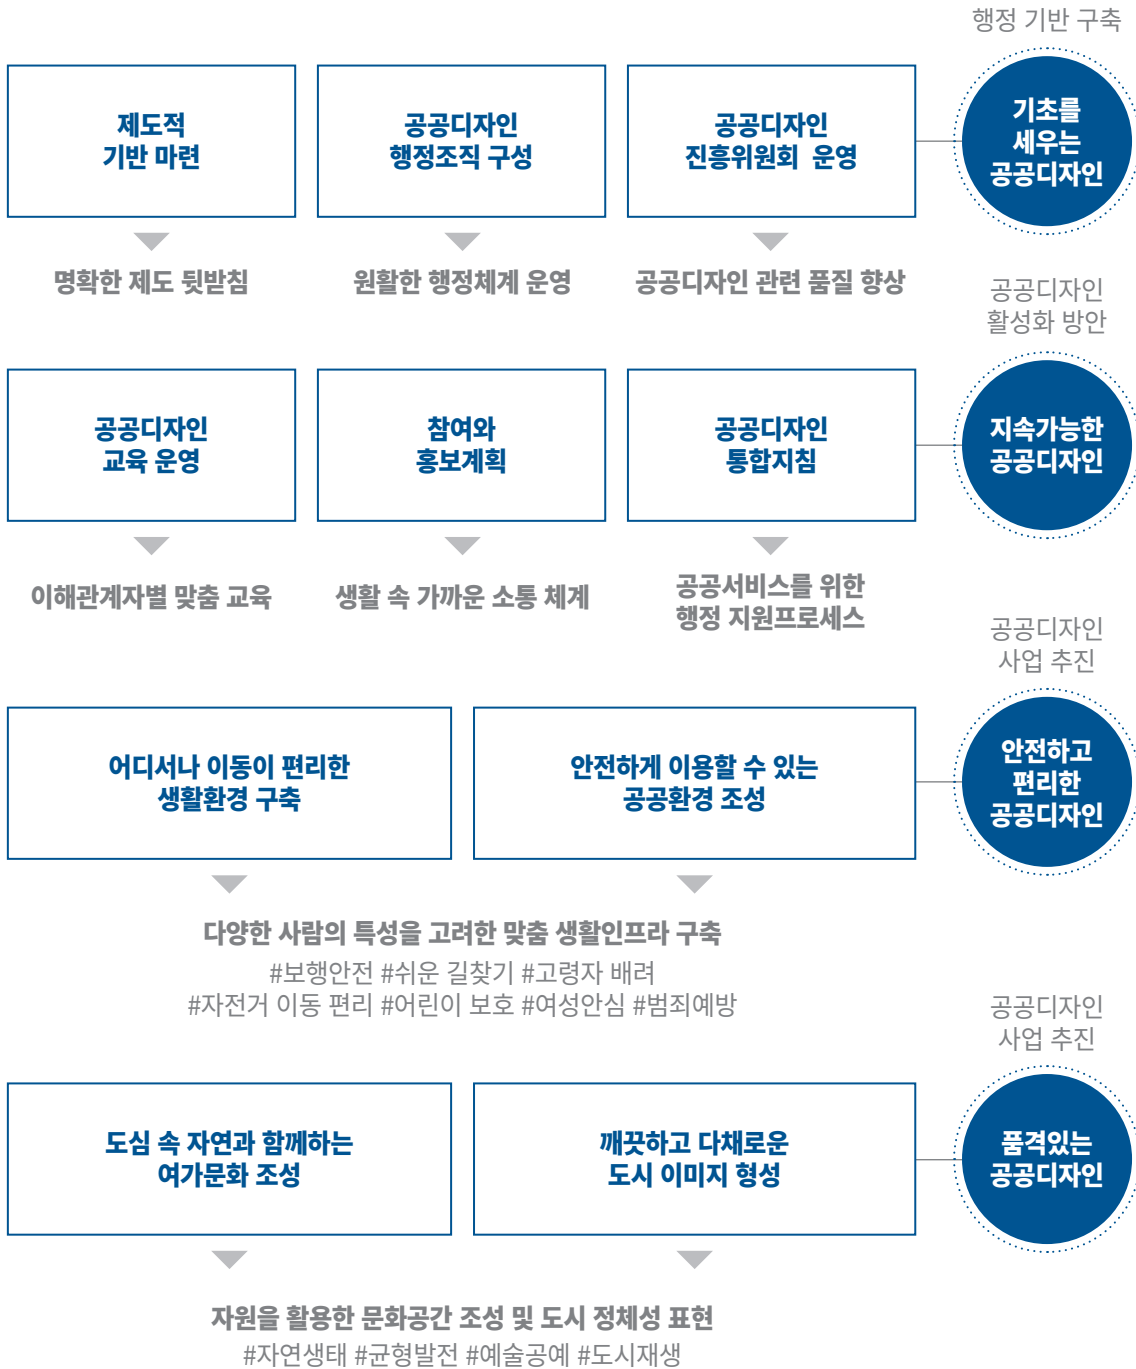 행정 기반 구축
제도적
기반 마련
공공디자인
행정조직 구성
공공디자인
진흥위원회 운영
기초를
세우는
공공디자인
명확한 제도 뒷받침
원활한 행정체계 운영
공공디자인 관련 품질 향상
공공디자인
활성화 방안
공공디자인
교육 운영
참여와
홍보계획
공공디자인
통합지침
지속가능한
공공디자인
이해관계자별 맞춤 교육
생활 속 가까운 소통 체계
공공서비스를 위한
행정 지원프로세스
공공디자인
사업 추진
어디서나 이동이 편리한
생활환경 구축
안전하게 이용할 수 있는
공공환경 조성
안전하고
편리한
공공디자인
다양한 사람의 특성을 고려한 맞춤 생활인프라 구축
#보행안전 #쉬운 길찾기 #고령자 배려
#자전거 이동 편리 #어린이 보호 #여성안심 #범죄예방
공공디자인
사업 추진
도심 속 자연과 함께하는
여가문화 조성
깨끗하고 다채로운
도시 이미지 형성
품격있는
공공디자인
자원을 활용한 문화공간 조성 및 도시 정체성 표현
#자연생태 #균형발전 #예술공예 #도시재생